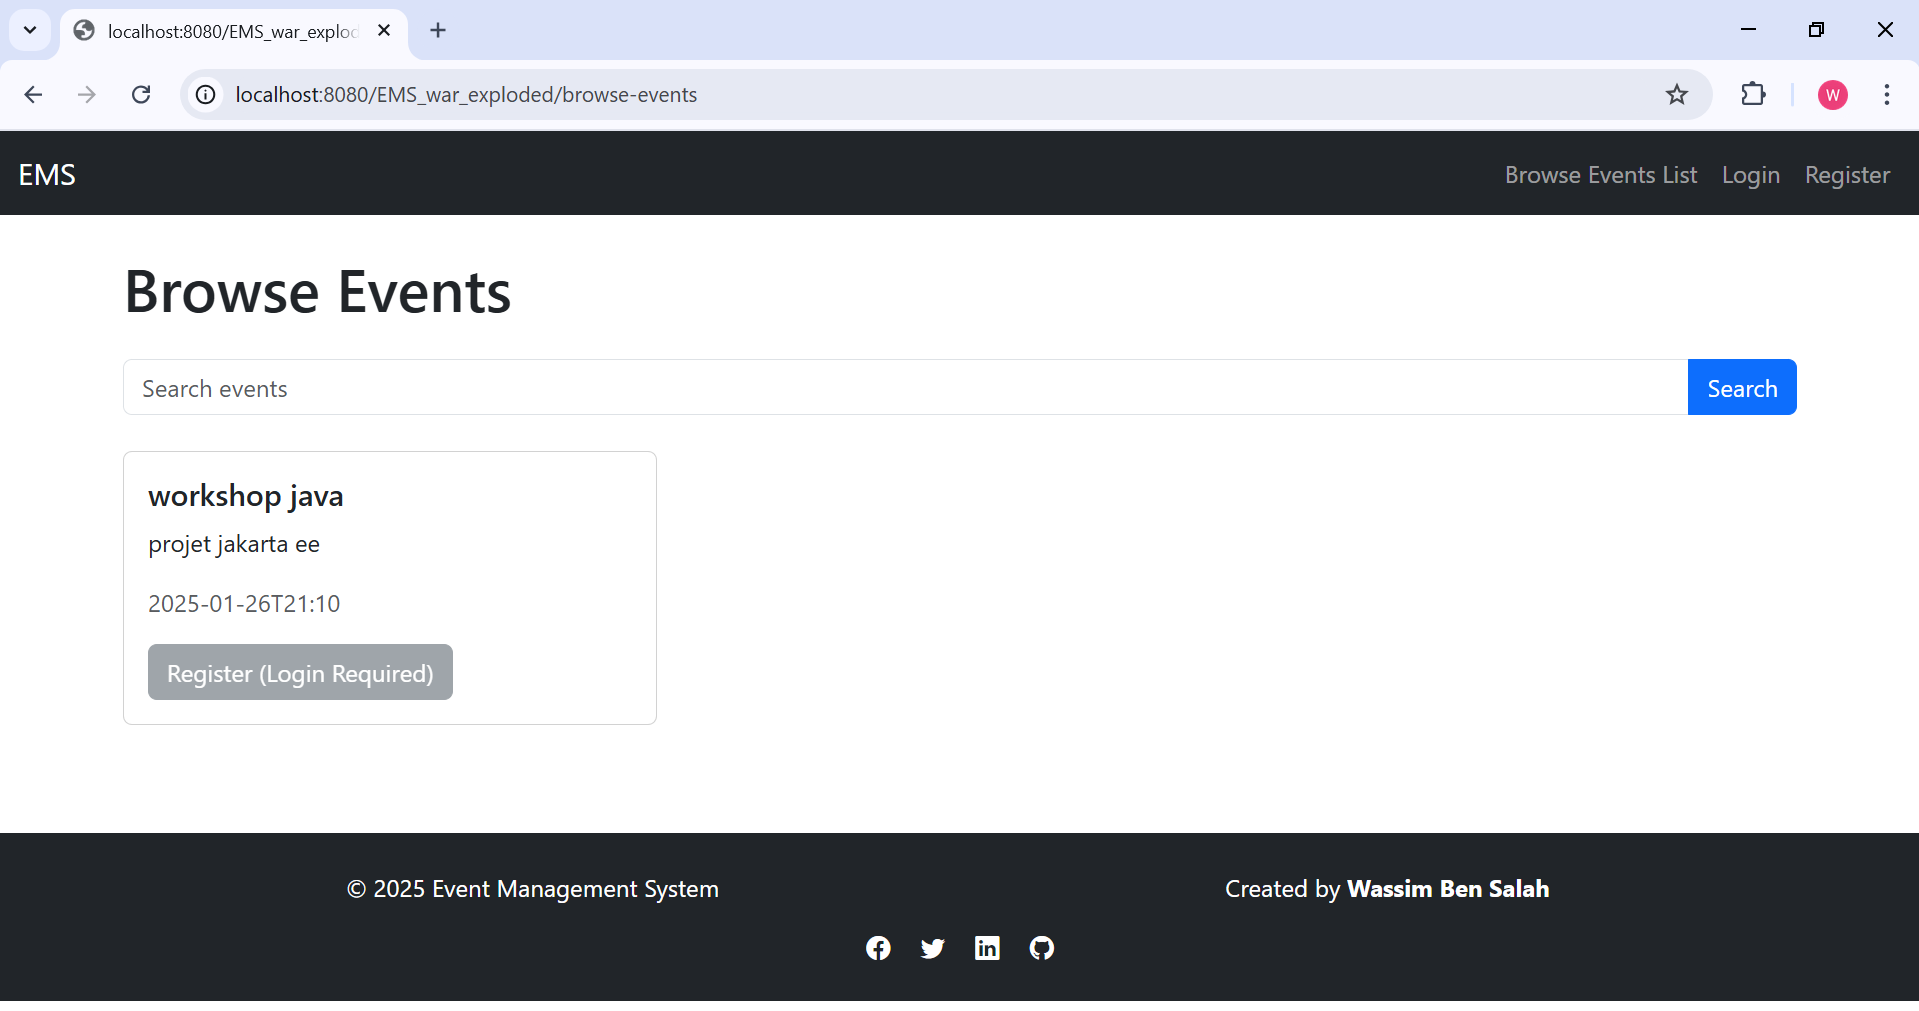 localhost:8080/EMS_war_explod
localhost:8080/EMS_war_exploded/browse-events
W
EMS
Browse Events List
Login
Register
Browse Events
Search events
Search
workshop java
projet jakarta ee
2025-01-26T21:10
Register (Login Required)
© 2025 Event Management System
Created by Wassim Ben Salah